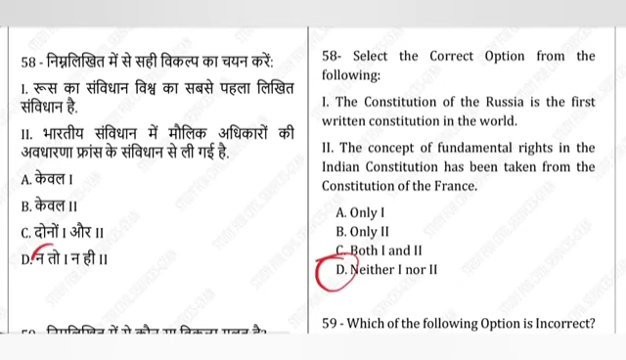 58 - निम्नलिखित में से सही विकल्प का चयन करें:
I. रूस का संविधान विश्व का सबसे पहला लिखित
संविधान है.
II. भारतीय संविधान में मौलिक अधिकारों की
अवधारणा फ्रांस के संविधान से ली गई है.
A. केवल I
B. केवल II
C. दोनों I और II
D. न तो I न ही II
58- Select the Correct Option from the
following:
I. The Constitution of the Russia is the first
written constitution in the world.
II. The concept of fundamental rights in the
Indian Constitution has been taken from the
Constitution of the France.
A. Only I
B. Only II
C. Both I and II
D. Neither I nor II
59 - Which of the following Option is Incorrect?